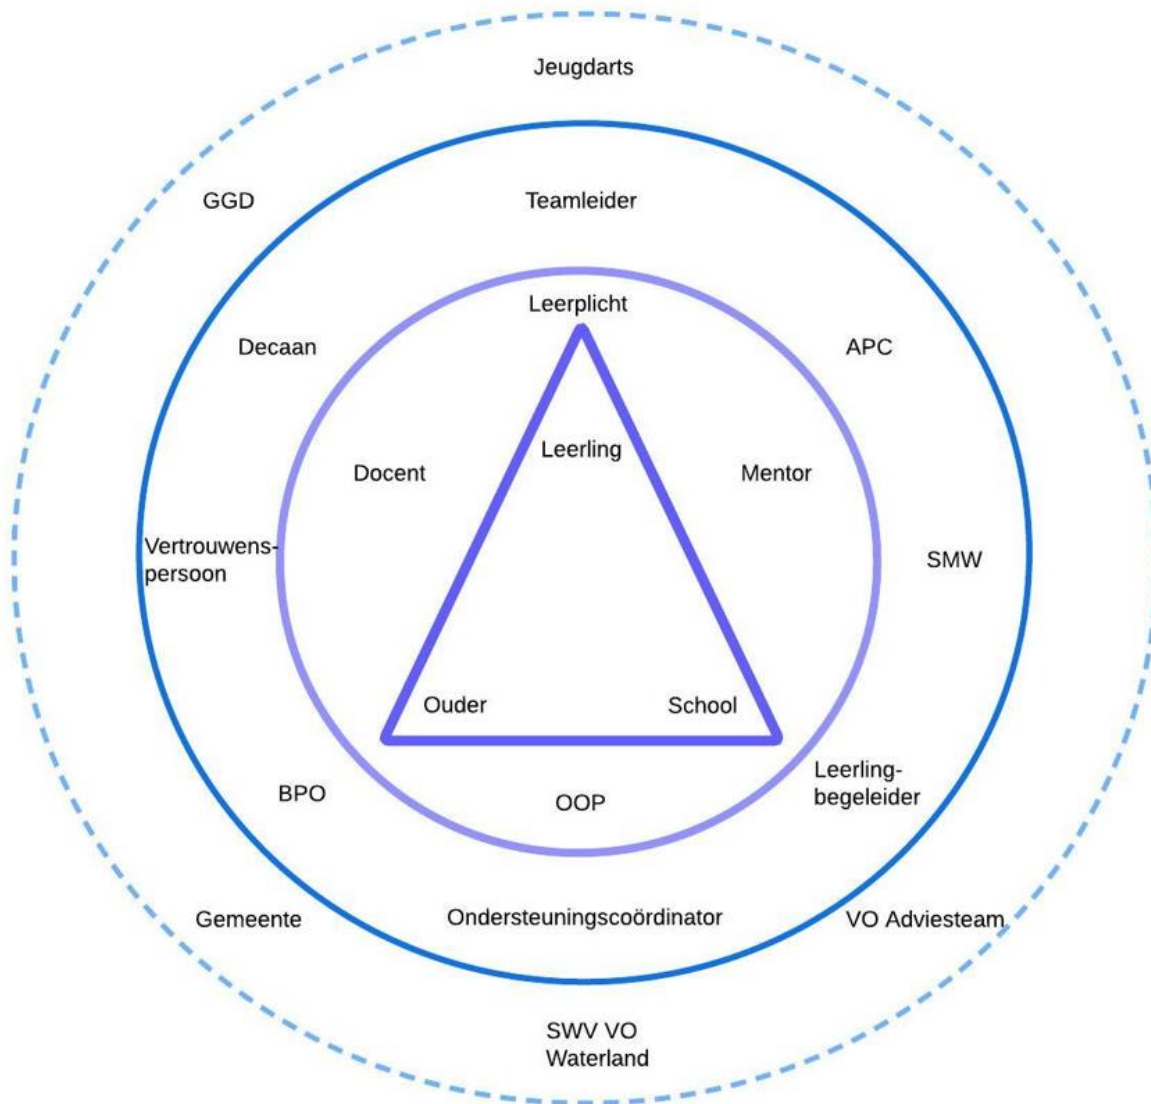 Jeugdarts
GGD
Teamleider
Leerplicht
Decaan
APC
Leerling
Docent
Mentor
Vertrouwens-
persoon
SMW
Ouder
School
Leerling-
begeleider
BPO
OOP
Gemeente
Ondersteuningscoördinator
VO Adviesteam
SWV VO
Waterland